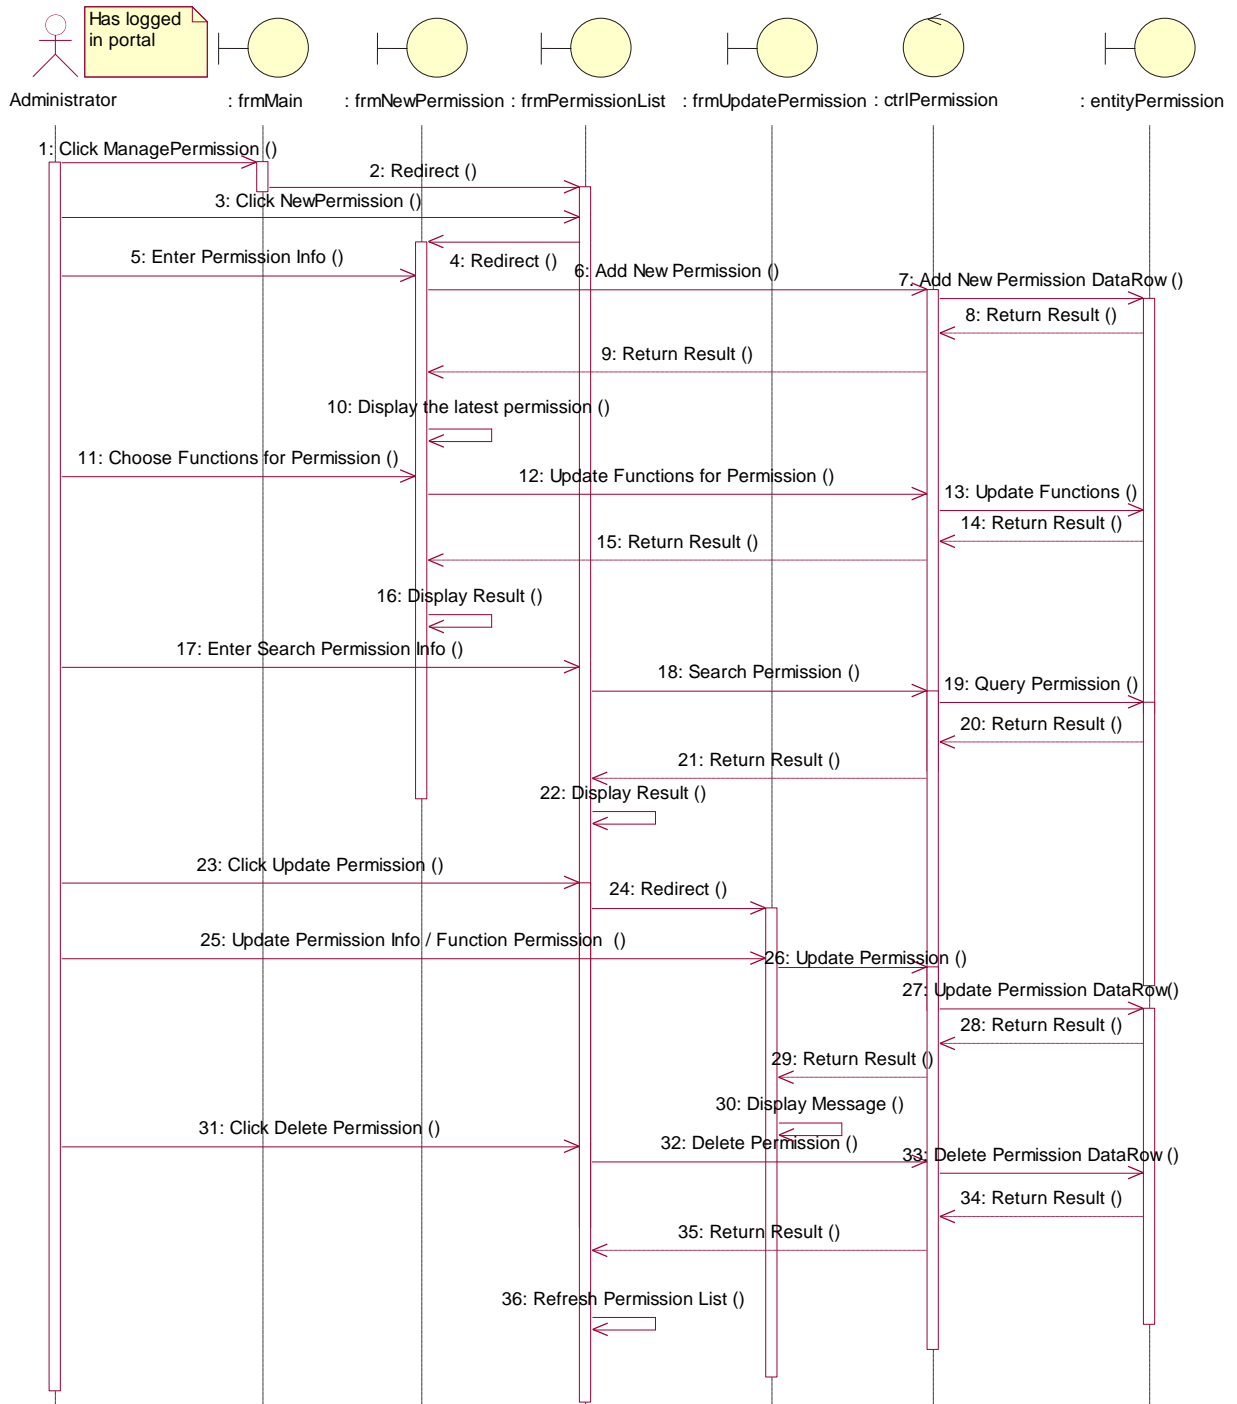 Has logged
in portal
Administrator
: frmMain
: frmNewPermission
: frmPermissionList
: frmUpdatePermission
: ctrlPermission
: entityPermission
1: Click ManagePermission ()
2: Redirect ()
3: Click NewPermission ()
4: Redirect ()
5: Enter Permission Info ()
6: Add New Permission ()
7: Add New Permission DataRow ()
8: Return Result ()
9: Return Result ()
10: Display the latest permission ()
11: Choose Functions for Permission ()
12: Update Functions for Permission ()
13: Update Functions ()
14: Return Result ()
15: Return Result ()
16: Display Result ()
17: Enter Search Permission Info ()
18: Search Permission ()
19: Query Permission ()
20: Return Result ()
21: Return Result ()
22: Display Result ()
23: Click Update Permission ()
24: Redirect ()
25: Update Permission Info / Function Permission ()
26: Update Permission ()
27: Update Permission DataRow()
28: Return Result ()
29: Return Result ()
30: Display Message ()
31: Click Delete Permission ()
32: Delete Permission ()
33: Delete Permission DataRow ()
34: Return Result ()
35: Return Result ()
36: Refresh Permission List ()